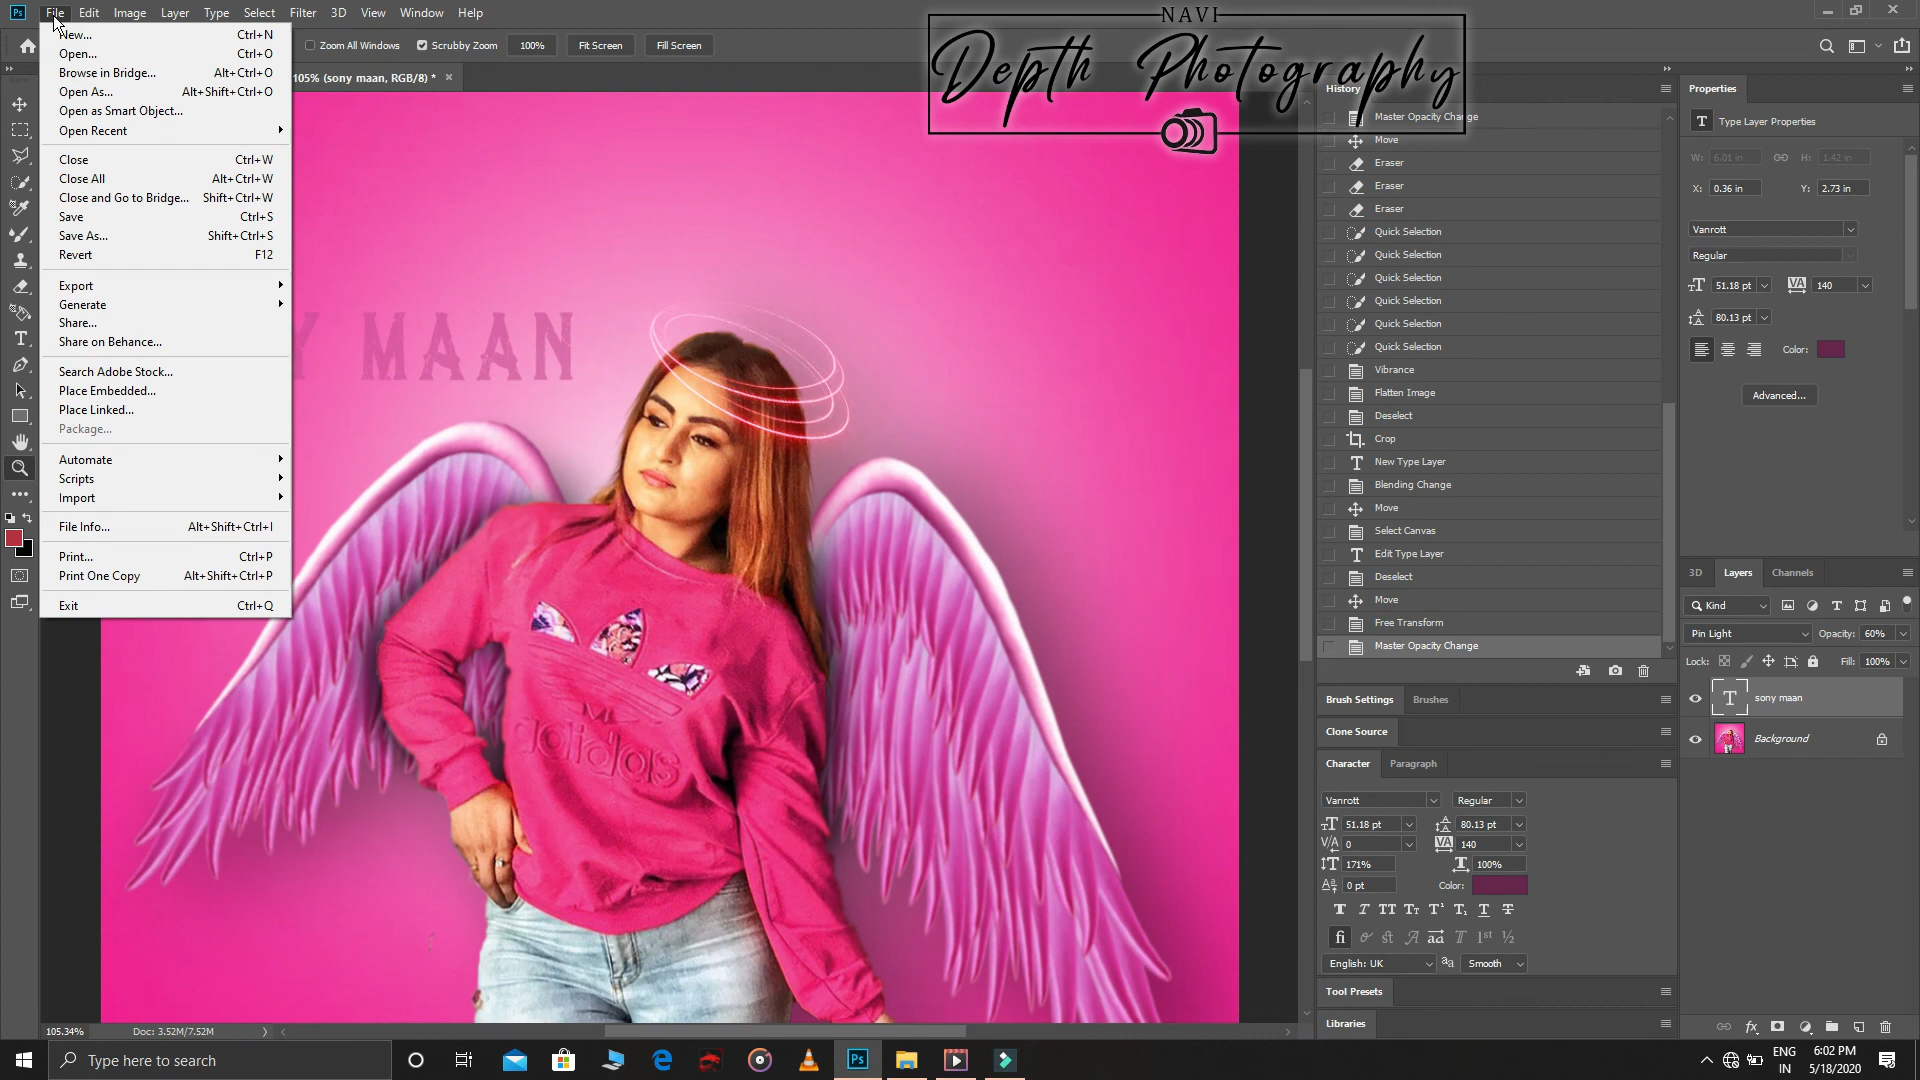 Ps File Edit Image Layer Type Select Filter 3D View Window Help
NAVI
Depth Photography
Zoom All Windows Scrubby Zoom 100% Fit Screen Fill Screen
105% (sony maan, RGB/8) * ×
New... Ctrl+N
Open... Ctrl+O
Browse in Bridge... Alt+Ctrl+O
Open As... Alt+Shift+Ctrl+O
Open as Smart Object...
Open Recent
Close Ctrl+W
Close All Alt+Ctrl+W
Close and Go to Bridge... Shift+Ctrl+W
Save Ctrl+S
Save As... Shift+Ctrl+S
Revert F12
Export
Generate
Share...
Share on Behance...
Search Adobe Stock...
Place Embedded...
Place Linked...
Package...
Automate
Scripts
Import
File Info... Alt+Shift+Ctrl+I
Print... Ctrl+P
Print One Copy Alt+Shift+Ctrl+P
Exit Ctrl+Q
Y MAAN
adidas
105.34% Doc: 3.52M/7.52M
History
Master Opacity Change
Move
Eraser
Eraser
Eraser
Quick Selection
Quick Selection
Quick Selection
Quick Selection
Quick Selection
Quick Selection
Vibrance
Flatten Image
Deselect
Crop
New Type Layer
Blending Change
Move
Select Canvas
Edit Type Layer
Deselect
Move
Free Transform
Master Opacity Change
Brush Settings Brushes
Clone Source
Character Paragraph
Vanrott Regular
51.18 pt 80.13 pt
0 140
171% 100%
0 pt Color:
English: UK Smooth
Tool Presets
Libraries
Properties
Type Layer Properties
W: 6.01 in H: 1.42 in
X: 0.36 in Y: 2.73 in
Vanrott
Regular
51.18 pt 140
80.13 pt
Color:
Advanced...
3D Layers Channels
Kind
Pin Light Opacity: 60%
Lock: Fill: 100%
sony maan
Background
Type here to search
ENG
IN
6:02 PM
5/18/2020